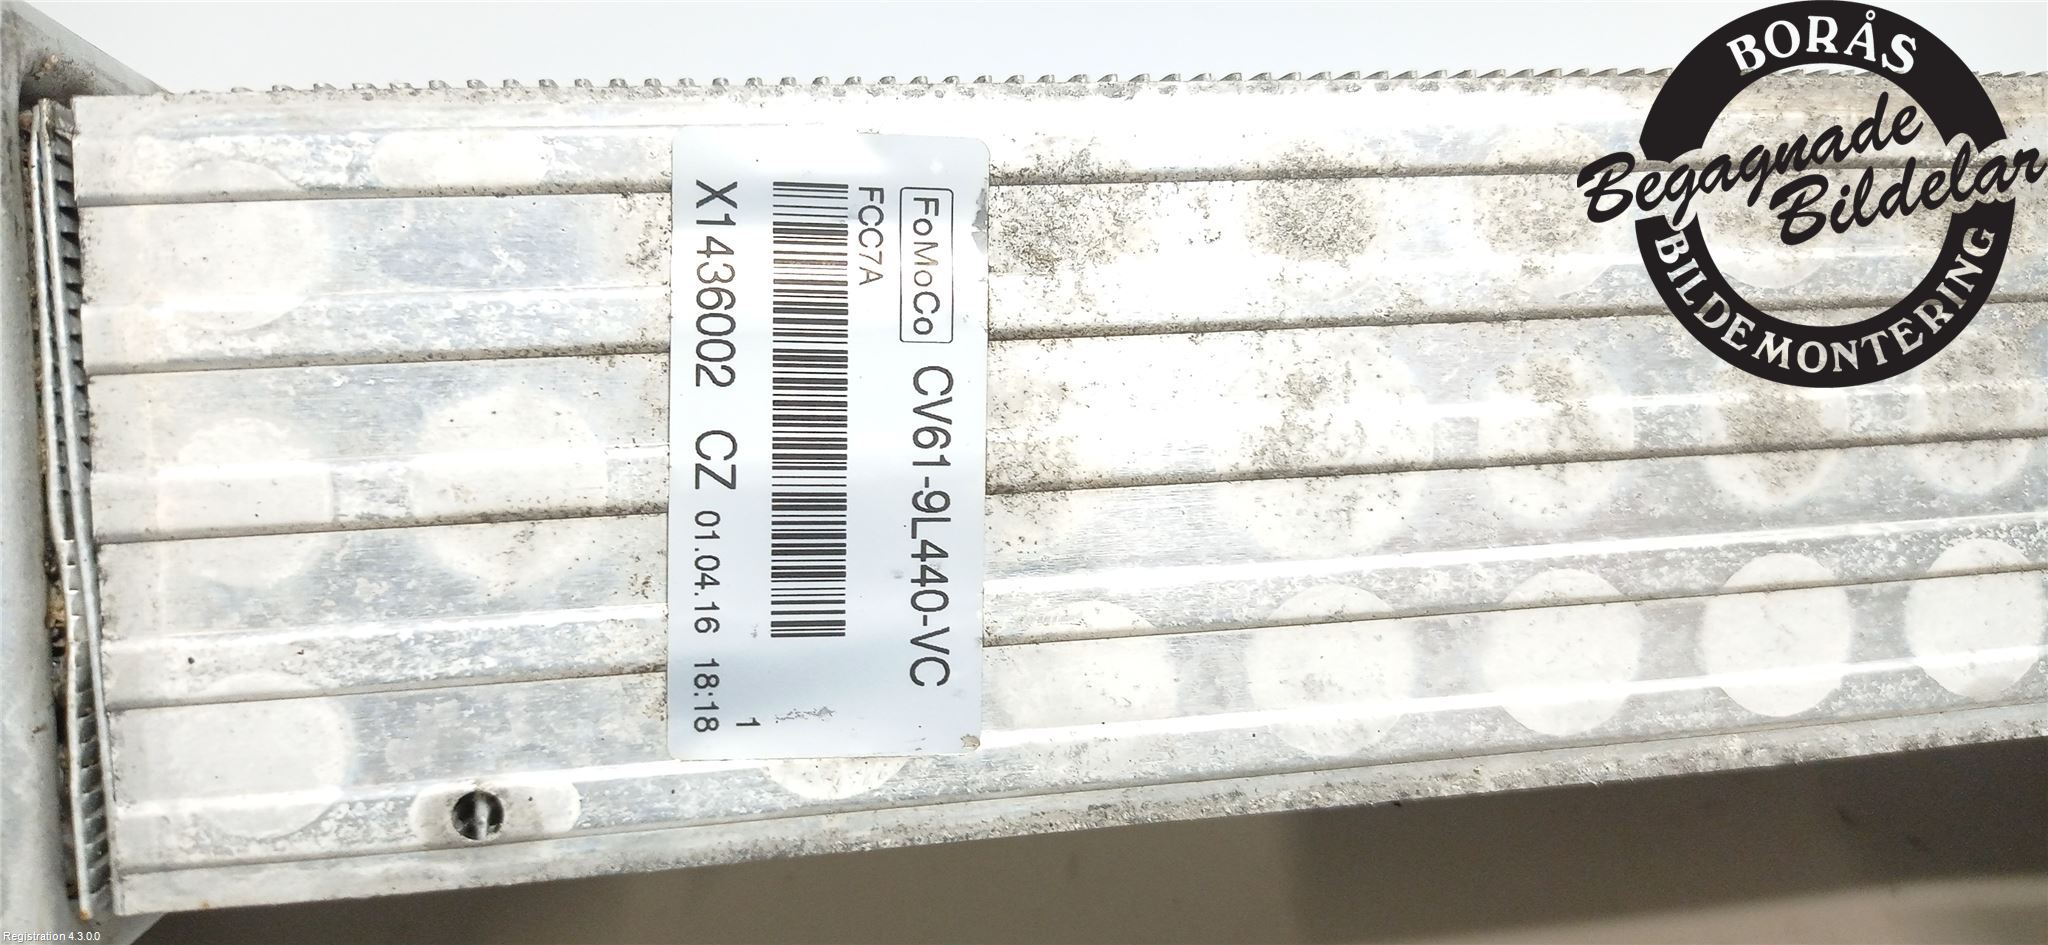 FoMoCo CV61-9L440-VC
FCC7A
1
X1436002 CZ 01.04.16 18:18
BORÅS
Begagnade
Bildelar
BILDEMONTERING
Registration 4.3.0.0